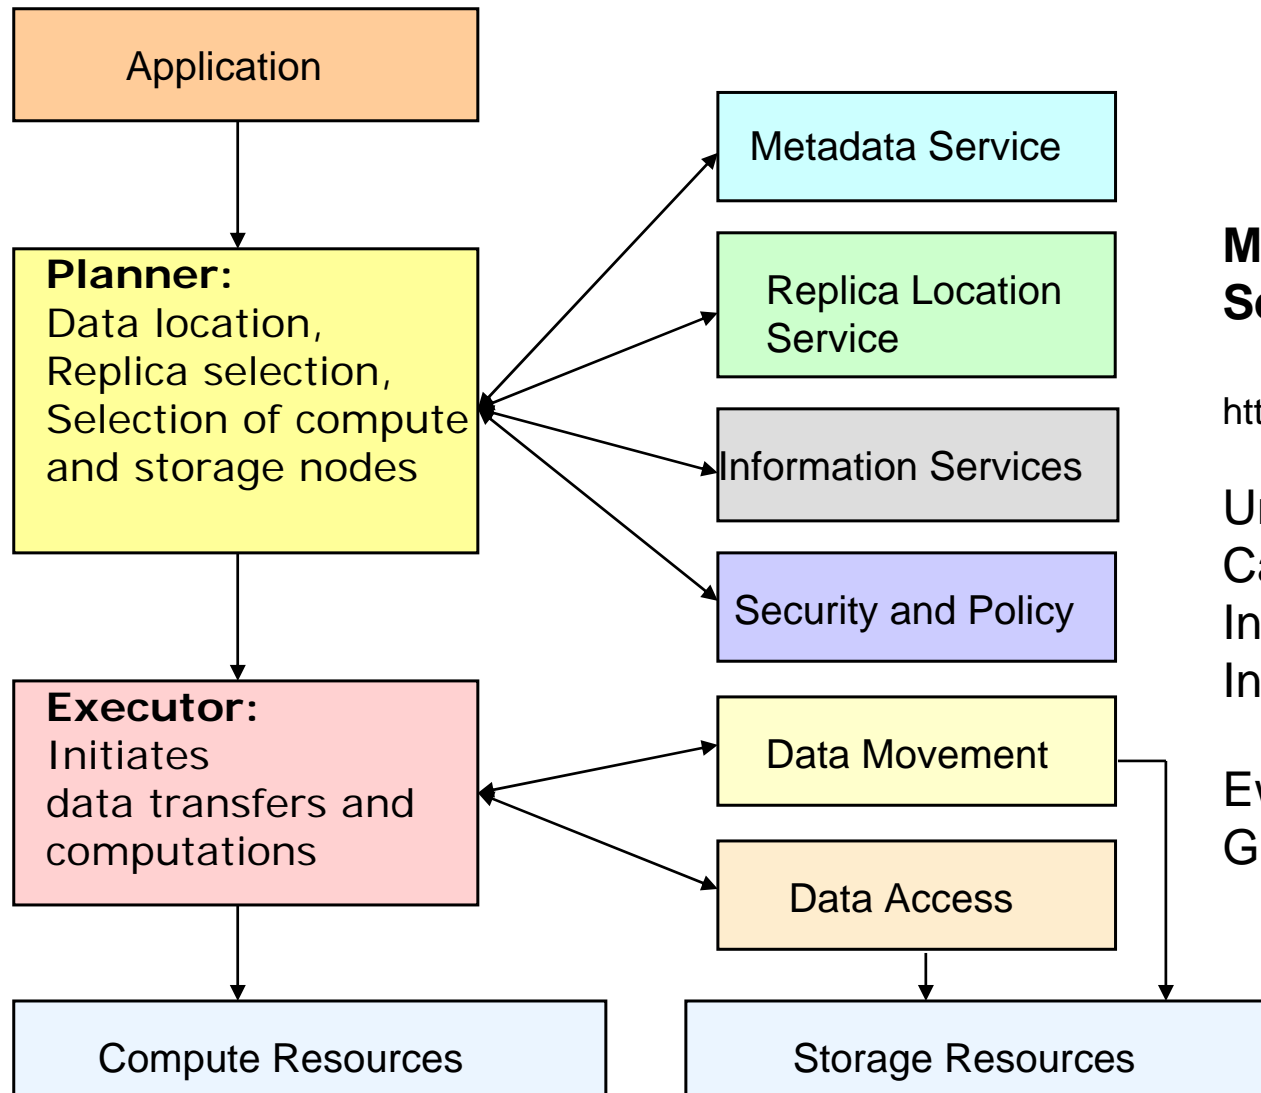 Application
Metadata Service
Planner:
Data location,
Replica selection,
Selection of compute
and storage nodes
Replica Location
Service
Information Services
Security and Policy
Executor:
Initiates
data transfers and
computations
Data Movement
Data Access
Compute Resources
Storage Resources